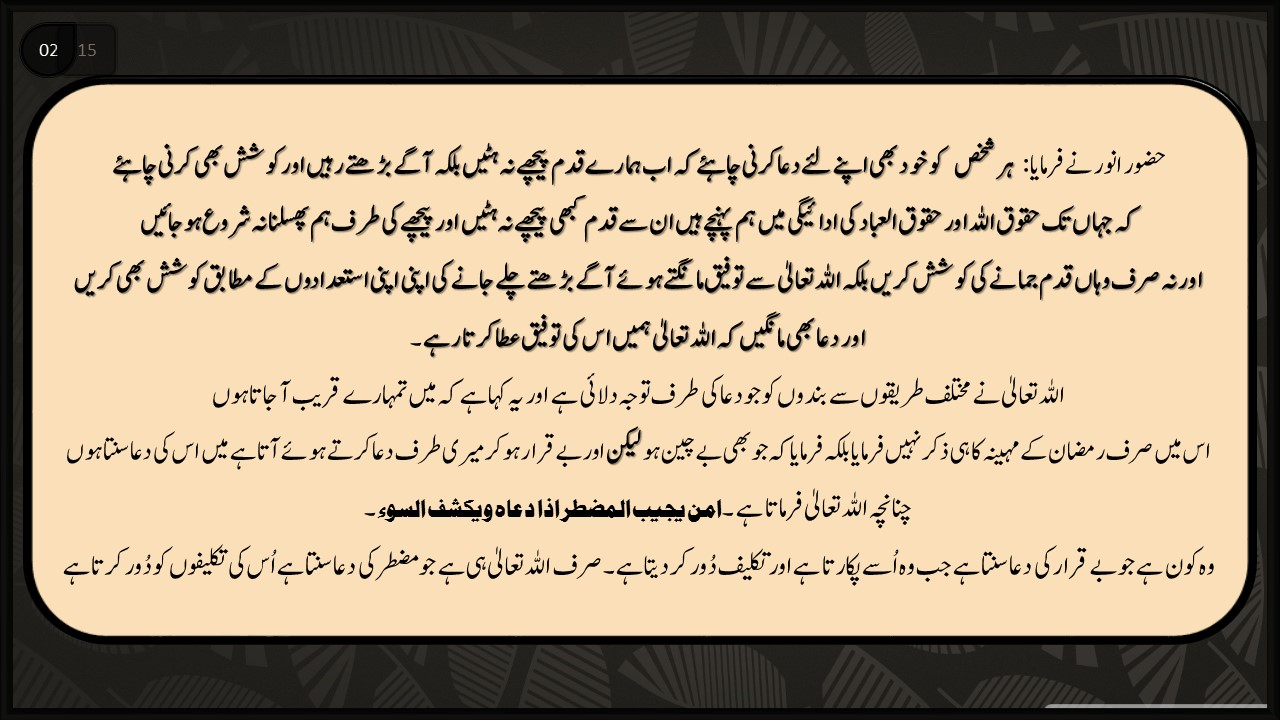 02 15
حضور انور نے فرمایا: ہر شخص کو خود بھی اپنے لئے دعا کرنی چاہئے کہ اب ہمارے قدم پیچھے نہ ہٹیں بلکہ آگے بڑھتے رہیں اور کوشش بھی کرنی چاہئے
کہ جہاں تک حقوق اللہ اور حقوق العباد کی ادائیگی میں ہم پہنچے ہیں ان سے قدم کبھی پیچھے نہ ہٹیں اور پیچھے کی طرف ہم پھسلنا نہ شروع ہو جائیں
اور نہ صرف وہاں قدم جمانے کی کوشش کریں بلکہ اللہ تعالیٰ سے توفیق مانگتے ہوئے آگے بڑھتے چلے جانے کی اپنی اپنی استعدادوں کے مطابق کوشش بھی کریں
اور دعا بھی مانگیں کہ اللہ تعالیٰ ہمیں اس کی توفیق عطا کرتا رہے۔
اللہ تعالیٰ نے مختلف طریقوں سے بندوں کو جو دعا کی طرف توجہ دلائی ہے اور یہ کہا ہے کہ میں تمہارے قریب آ جاتا ہوں
اس میں صرف رمضان کے مہینہ کا ہی ذکر نہیں فرمایا بلکہ فرمایا کہ جو بھی بے چین ہو لیکن اور بے قرار ہو کر میری طرف دعا کرتے ہوئے آتا ہے میں اس کی دعا سنتا ہوں
چنانچہ اللہ تعالیٰ فرماتا ہے ۔امن یجیب المضطر اذا دعاہ ویکشف السوء ۔
وہ کون ہے جو بے قرار کی دعا سنتا ہے جب وہ اُسے پکارتا ہے اور تکلیف دُور کر دیتا ہے۔ صرف اللہ تعالیٰ ہی ہے جو مضطر کی دعا سنتا ہے اُس کی تکلیفوں کو دُور کرتا ہے